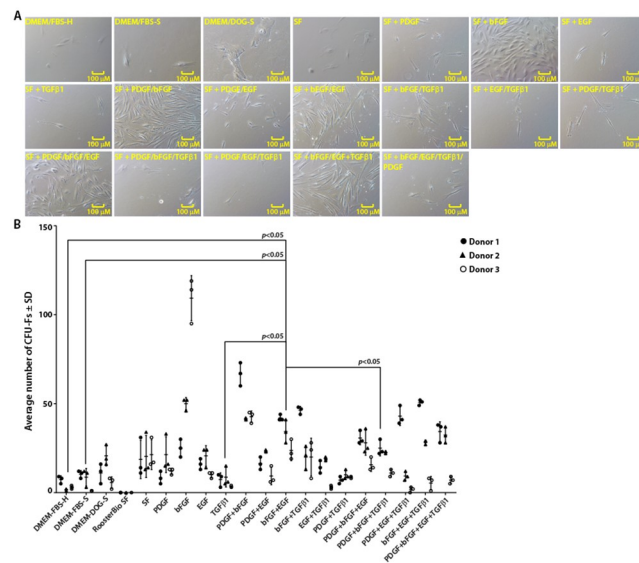 A
DMEM/FBS-H
DMEM/FBS-S
DMEM/DOG-S
SF
SF + PDGF
SF + bFGF
SF + EGF
100 µM
100 µM
100 µM
100 µM
100 µM
100 µM
100 µM
SF + TGFβ1
SF + PDGF/bFGF
SF + PDGF/EGF
SF + bFGF/EGF
SF + bFGF/TGFβ1
SF + EGF/TGFβ1
SF + PDGF/TGFβ1
100 µM
100 µM
100 µM
100 µM
100 µM
100 µM
100 µM
SF + PDGF/bFGF/EGF
SF + PDGF/bFGF/TGFβ1
SF + PDGF/EGF/TGFβ1
SF + bFGF/EGF+TGFβ1
SF + bFGF/EGF/TGFβ1/
PDGF
100 µM
100 µM
100 µM
100 µM
100 µM
B
Average number of CFU-Fs ± SD
150
100
50
0
p<0.05
p<0.05
p<0.05
p<0.05
Donor 1
Donor 2
Donor 3
DMEM-FBS-H
DMEM-FBS-S
DMEM-DOG-S
RoosterBio SF
SF
PDGF
bFGF
EGF
TGFβ1
PDGF+bFGF
PDGF+EGF
bFGF+EGF
bFGF+TGFβ1
EGF+TGFβ1
PDGF+TGFβ1
PDGF+bFGF+EGF
PDGF+bFGF+TGFβ1
PDGF+EGF+TGFβ1
bFGF+EGF+TGFβ1
PDGF+bFGF+EGF+TGFβ1